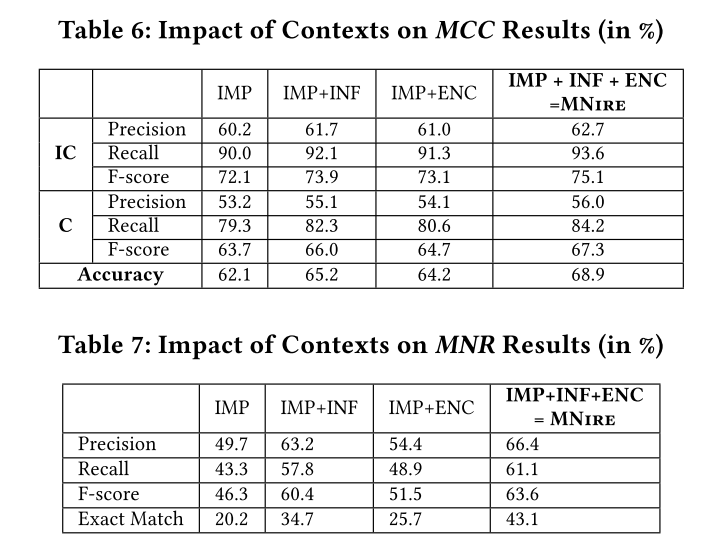 Table 6: Impact of Contexts on MCC Results (in %)
IMP IMP+INF IMP+ENC IMP + INF + ENC
=MNIRE
IC Precision 60.2 61.7 61.0 62.7
Recall 90.0 92.1 91.3 93.6
F-score 72.1 73.9 73.1 75.1
C Precision 53.2 55.1 54.1 56.0
Recall 79.3 82.3 80.6 84.2
F-score 63.7 66.0 64.7 67.3
Accuracy 62.1 65.2 64.2 68.9
Table 7: Impact of Contexts on MNR Results (in %)
IMP IMP+INF IMP+ENC IMP+INF+ENC
= MNIRE
Precision 49.7 63.2 54.4 66.4
Recall 43.3 57.8 48.9 61.1
F-score 46.3 60.4 51.5 63.6
Exact Match 20.2 34.7 25.7 43.1